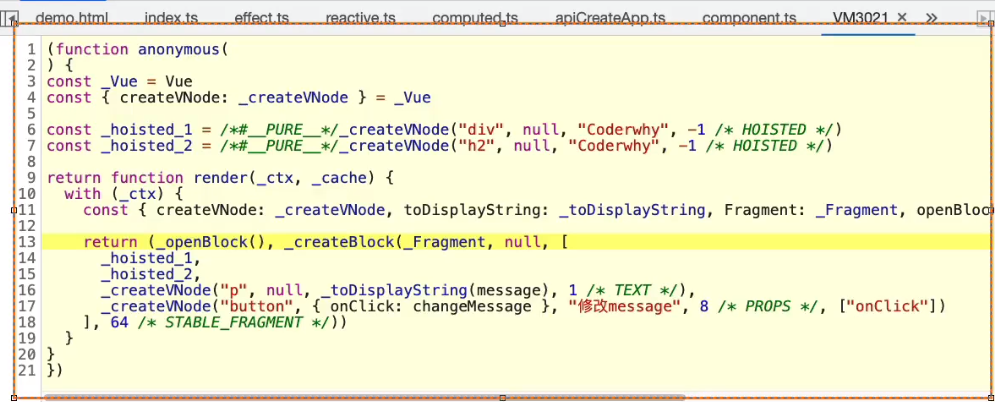 demo.html index.ts effect.ts reactive.ts computed.ts apiCreateApp.ts component.ts VM3021 × »
1 (function anonymous(
2 ) {
3 const _Vue = Vue
4 const { createVNode: _createVNode } = _Vue
5
6 const _hoisted_1 = /*#__PURE__*/_createVNode("div", null, "Coderwhy", -1 /* HOISTED */)
7 const _hoisted_2 = /*#__PURE__*/_createVNode("h2", null, "Coderwhy", -1 /* HOISTED */)
8
9 return function render(_ctx, _cache) {
10 with (_ctx) {
11 const { createVNode: _createVNode, toDisplayString: _toDisplayString, Fragment: _Fragment, openBloc
12
13 return (_openBlock(), _createBlock(_Fragment, null, [
14 _hoisted_1,
15 _hoisted_2,
16 _createVNode("p", null, _toDisplayString(message), 1 /* TEXT */),
17 _createVNode("button", { onClick: changeMessage }, "修改message", 8 /* PROPS */, ["onClick"])
18 ], 64 /* STABLE_FRAGMENT */))
19 }
20 }
21 })